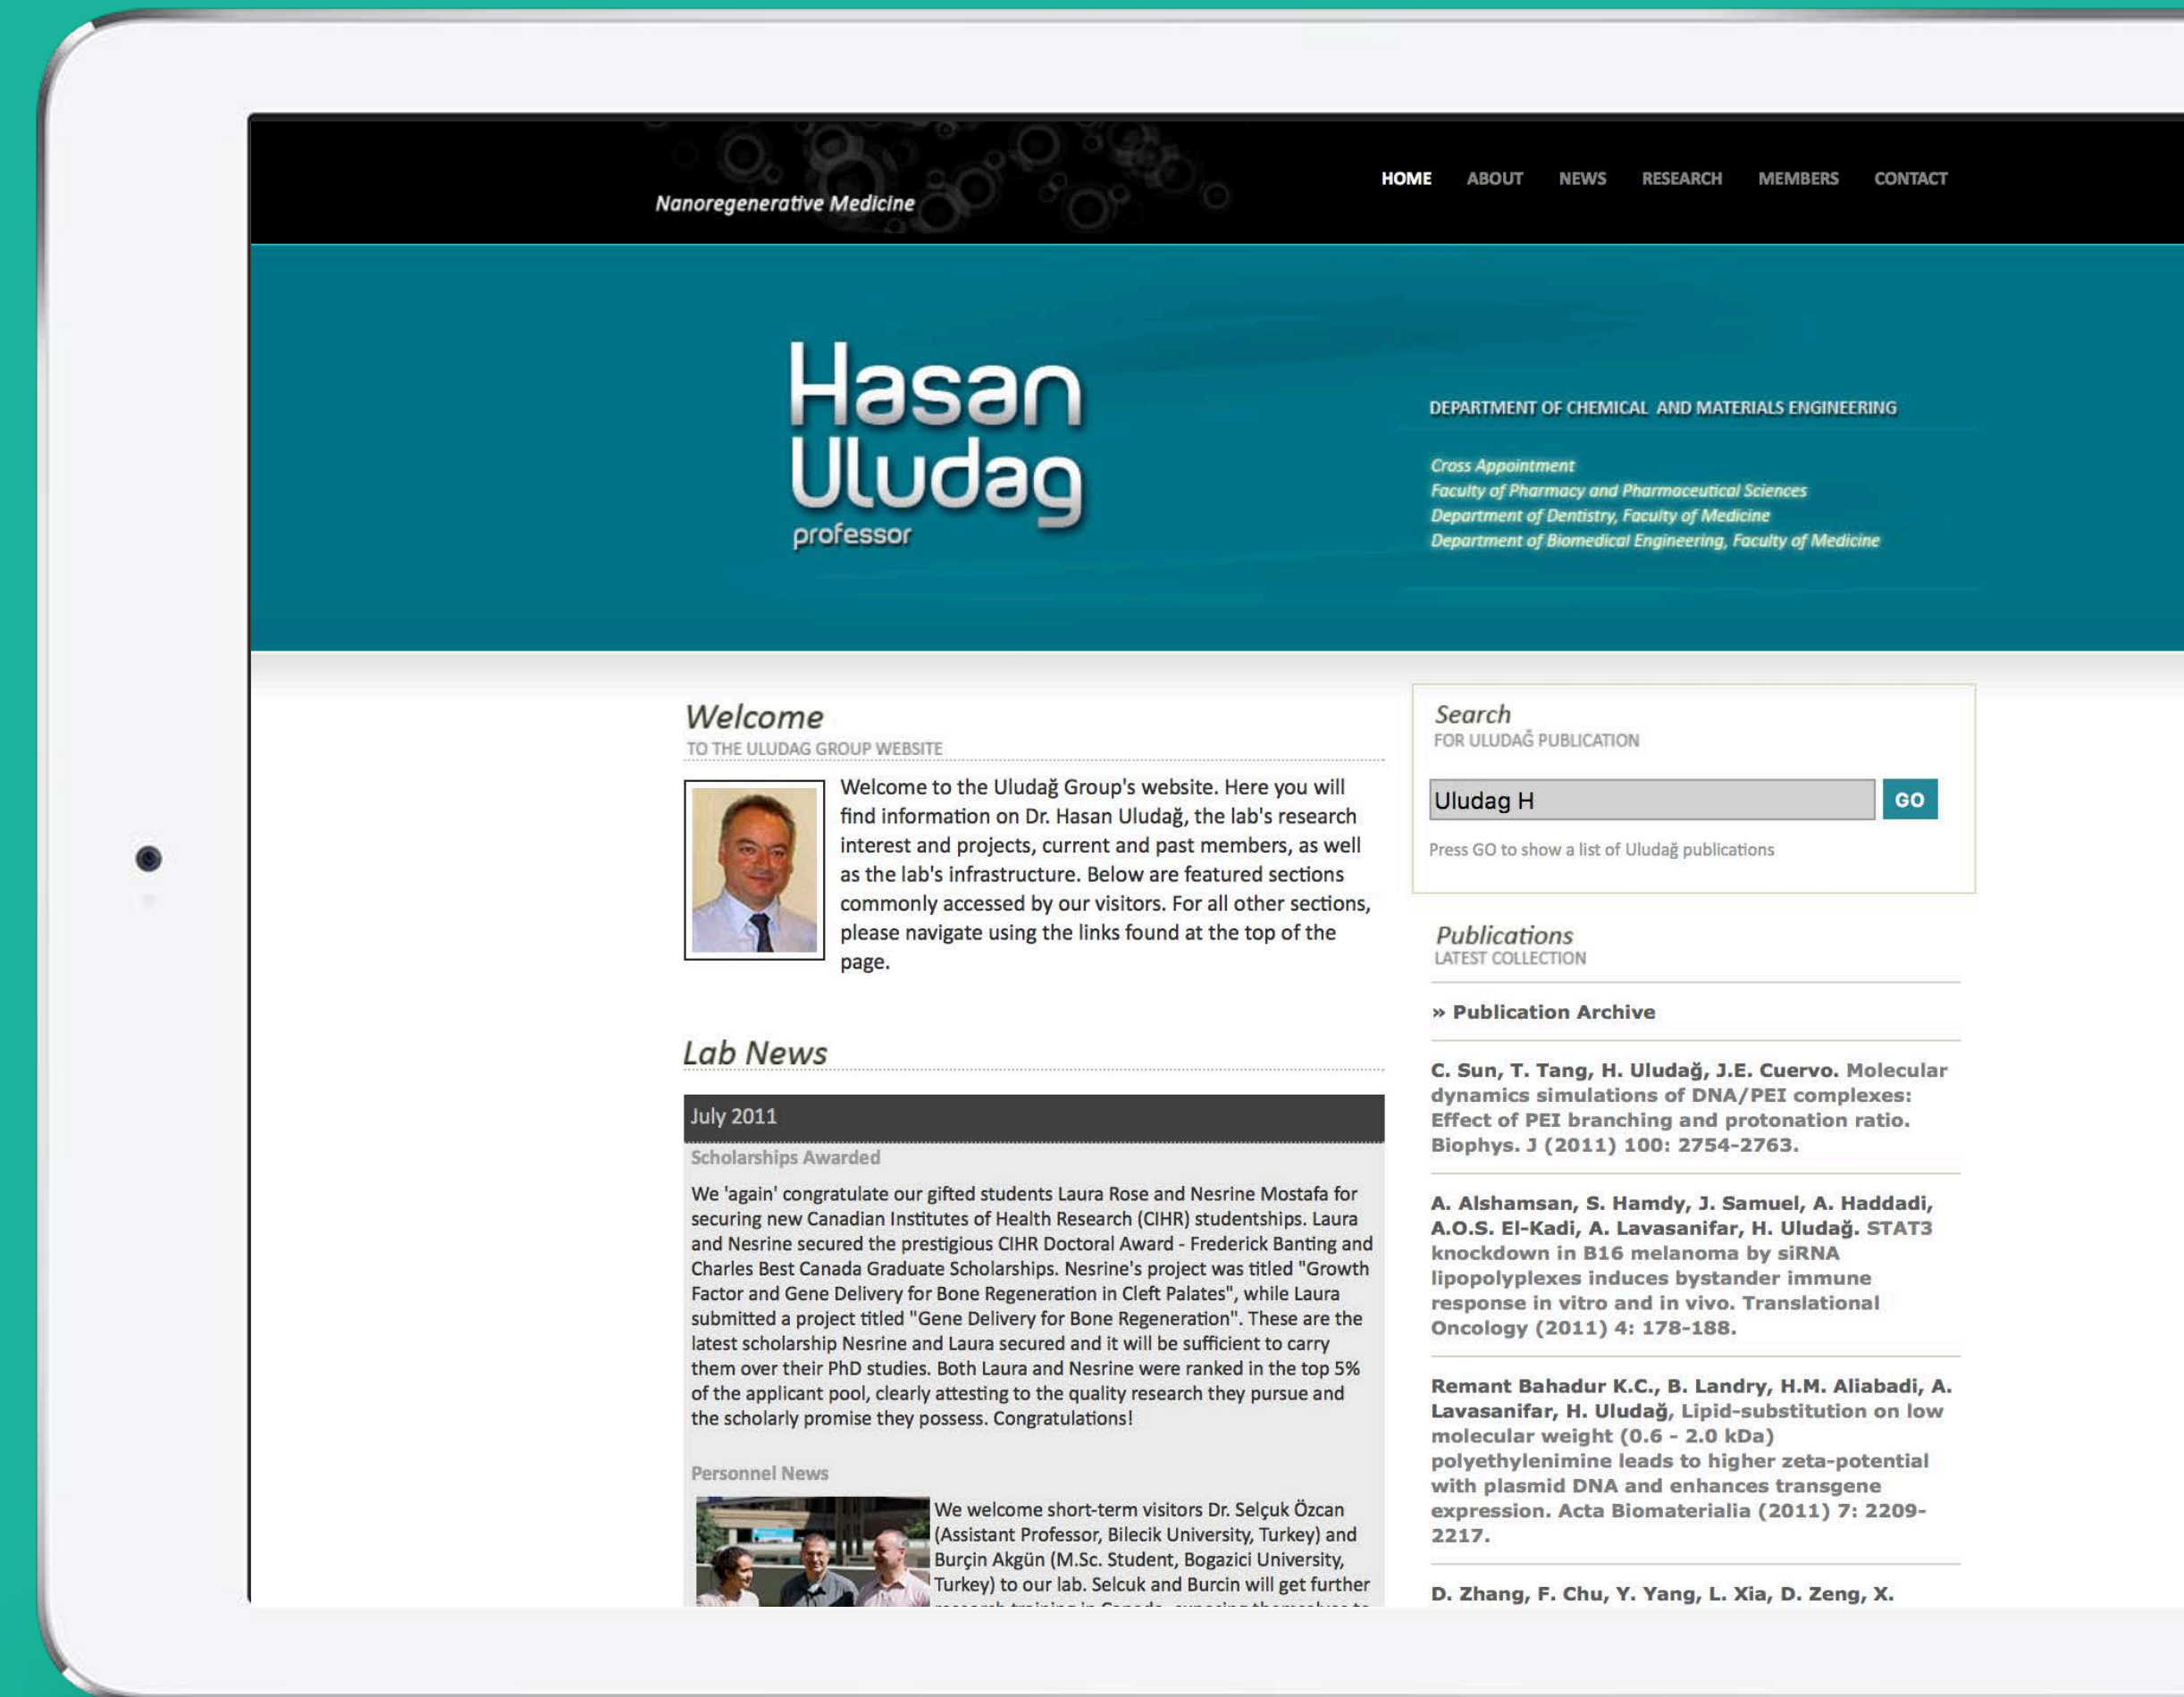 Nanoregenerative Medicine
HOME ABOUT NEWS RESEARCH MEMBERS CONTACT
Hasan
Uludag
professor
DEPARTMENT OF CHEMICAL AND MATERIALS ENGINEERING
Cross Appointment
Faculty of Pharmacy and Pharmaceutical Sciences
Department of Dentistry, Faculty of Medicine
Department of Biomedical Engineering, Faculty of Medicine
Welcome
TO THE ULUDAG GROUP WEBSITE
Welcome to the Uludağ Group's website. Here you will
find information on Dr. Hasan Uludağ, the lab's research
interest and projects, current and past members, as well
as the lab's infrastructure. Below are featured sections
commonly accessed by our visitors. For all other sections,
please navigate using the links found at the top of the
page.
Lab News
July 2011
Scholarships Awarded
We 'again' congratulate our gifted students Laura Rose and Nesrine Mostafa for
securing new Canadian Institutes of Health Research (CIHR) studentships. Laura
and Nesrine secured the prestigious CIHR Doctoral Award - Frederick Banting and
Charles Best Canada Graduate Scholarships. Nesrine's project was titled "Growth
Factor and Gene Delivery for Bone Regeneration in Cleft Palates", while Laura
submitted a project titled "Gene Delivery for Bone Regeneration". These are the
latest scholarship Nesrine and Laura secured and it will be sufficient to carry
them over their PhD studies. Both Laura and Nesrine were ranked in the top 5%
of the applicant pool, clearly attesting to the quality research they pursue and
the scholarly promise they possess. Congratulations!
Personnel News
We welcome short-term visitors Dr. Selçuk Özcan
(Assistant Professor, Bilecik University, Turkey) and
Burçin Akgün (M.Sc. Student, Bogazici University,
Turkey) to our lab. Selcuk and Burcin will get further
Search
FOR ULUDAĞ PUBLICATION
Uludag H GO
Press GO to show a list of Uludağ publications
Publications
LATEST COLLECTION
» Publication Archive
C. Sun, T. Tang, H. Uludağ, J.E. Cuervo. Molecular
dynamics simulations of DNA/PEI complexes:
Effect of PEI branching and protonation ratio.
Biophys. J (2011) 100: 2754-2763.
A. Alshamsan, S. Hamdy, J. Samuel, A. Haddadi,
A.O.S. El-Kadi, A. Lavasanifar, H. Uludağ. STAT3
knockdown in B16 melanoma by siRNA
lipopolyplexes induces bystander immune
response in vitro and in vivo. Translational
Oncology (2011) 4: 178-188.
Remant Bahadur K.C., B. Landry, H.M. Aliabadi, A.
Lavasanifar, H. Uludağ, Lipid-substitution on low
molecular weight (0.6 - 2.0 kDa)
polyethylenimine leads to higher zeta-potential
with plasmid DNA and enhances transgene
expression. Acta Biomaterialia (2011) 7: 2209-
2217.
D. Zhang, F. Chu, Y. Yang, L. Xia, D. Zeng, X.